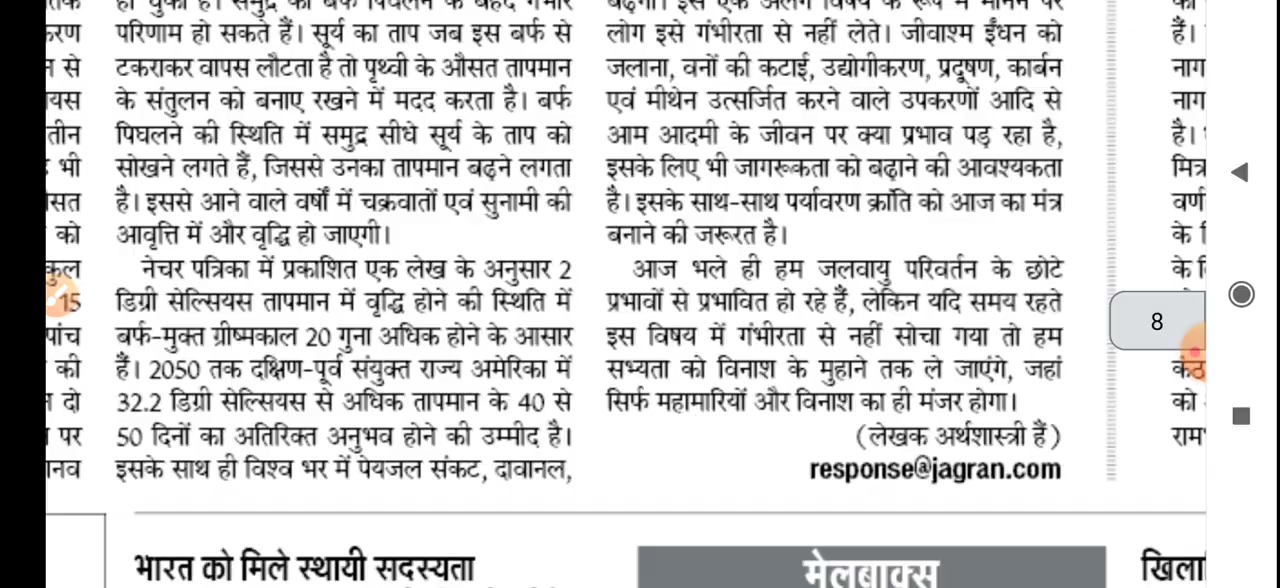 करण
न से
यस
तीन
भी
सत
को
कुल
15
पांच
की
दो
पर
नव
परिणाम हो सकते हैं। सूर्य का ताप जब इस बर्फ से
टकराकर वापस लौटता है तो पृथ्वी के औसत तापमान
के संतुलन को बनाए रखने में मदद करता है। बर्फ
पिघलने की स्थिति में समुद्र सीधे सूर्य के ताप को
सोखने लगते हैं, जिससे उनका तापमान बढ़ने लगता
है। इससे आने वाले वर्षों में चक्रवातों एवं सुनामी की
आवृत्ति में और वृद्धि हो जाएगी।
नेचर पत्रिका में प्रकाशित एक लेख के अनुसार 2
डिग्री सेल्सियस तापमान में वृद्धि होने की स्थिति में
बर्फ-मुक्त ग्रीष्मकाल 20 गुना अधिक होने के आसार
हैं। 2050 तक दक्षिण-पूर्व संयुक्त राज्य अमेरिका में
32.2 डिग्री सेल्सियस से अधिक तापमान के 40 से
50 दिनों का अतिरिक्त अनुभव होने की उम्मीद है।
इसके साथ ही विश्व भर में पेयजल संकट, दावानल,
लोग इसे गंभीरता से नहीं लेते। जीवाश्म ईंधन को
जलाना, वनों की कटाई, उद्योगीकरण, प्रदूषण, कार्बन
एवं मीथेन उत्सर्जित करने वाले उपकरणों आदि से
आम आदमी के जीवन पर क्या प्रभाव पड़ रहा है,
इसके लिए भी जागरूकता को बढ़ाने की आवश्यकता
है। इसके साथ-साथ पर्यावरण क्रांति को आज का मंत्र
बनाने की जरूरत है।
आज भले ही हम जलवायु परिवर्तन के छोटे
प्रभावों से प्रभावित हो रहे हैं, लेकिन यदि समय रहते
इस विषय में गंभीरता से नहीं सोचा गया तो हम
सभ्यता को विनाश के मुहाने तक ले जाएंगे, जहां
सिर्फ महामारियों और विनाश का ही मंजर होगा।
(लेखक अर्थशास्त्री हैं)
response@jagran.com
हैं।
नाग
नाग
है।
मित्र
वर्ण
के
के
8
को
राम
भारत को मिले स्थायी सदस्यता
मेलबाक्स
खिला